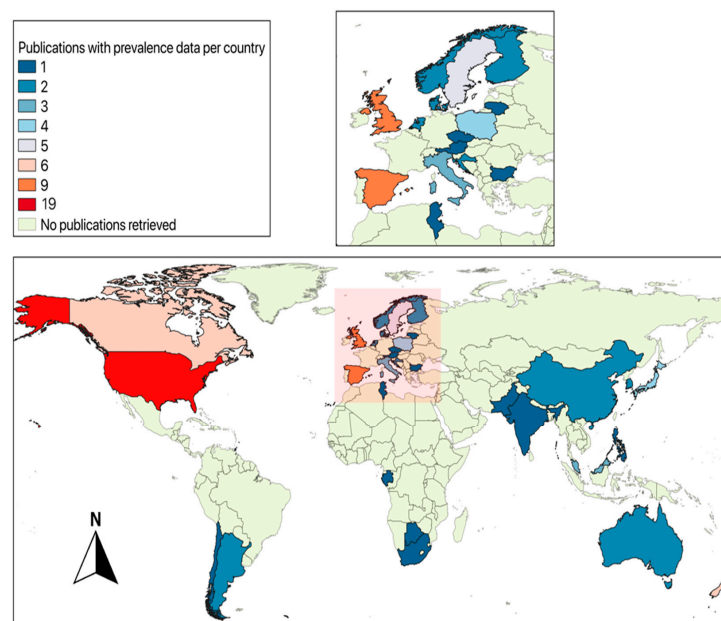 Publications with prevalence data per country
1
2
3
4
5
6
9
19
No publications retrieved
N